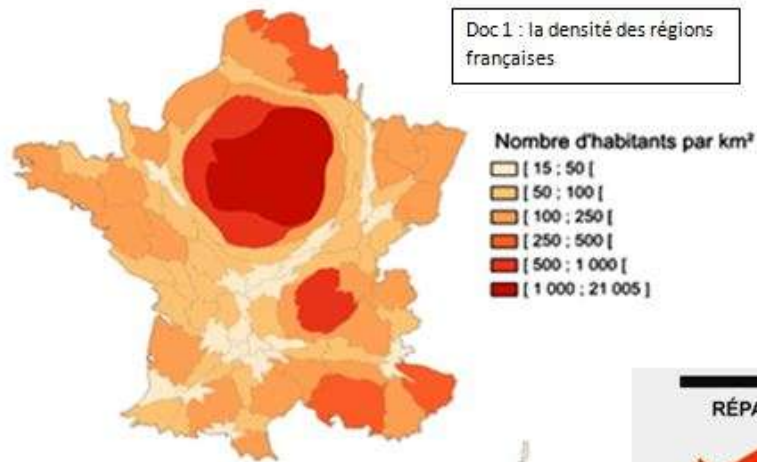 Doc 1 : la densité des régions
françaises
Nombre d'habitants par km²
[ 15 ; 50 [
[ 50 ; 100 [
[ 100 ; 250 [
[ 250 ; 500 [
[ 500 ; 1 000 [
[ 1 000 ; 21 005 ]
RÉPA